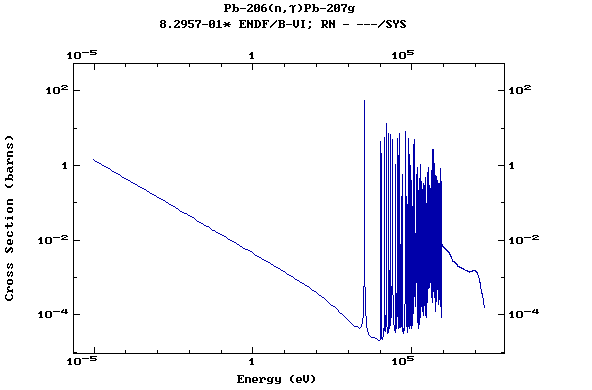 Pb-206(n,γ)Pb-207g
8.2957-01* ENDF/B-VI; RN - ---/SYS
10⁻⁵ 1 10⁵
10² 10²
1 1
10⁻² 10⁻²
10⁻⁴ 10⁻⁴
Cross Section (barns)
10⁻⁵ 1 10⁵
Energy (eV)